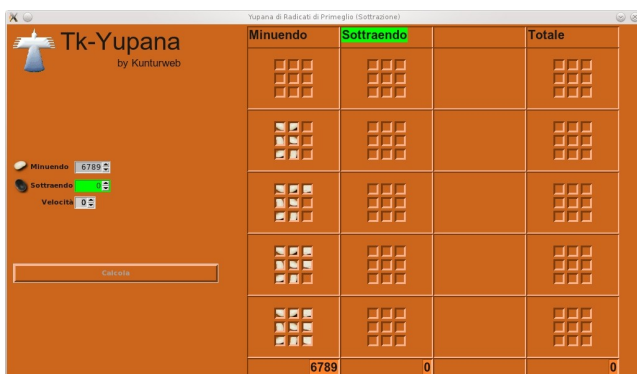 Yupana di Radicati di Primeglio (Sottrazione)
Tk-Yupana
by Kunturweb
Minuendo 6789
Sottraendo 0
Velocità 0
Calcola
Minuendo Sottraendo Totale
6789 0 0